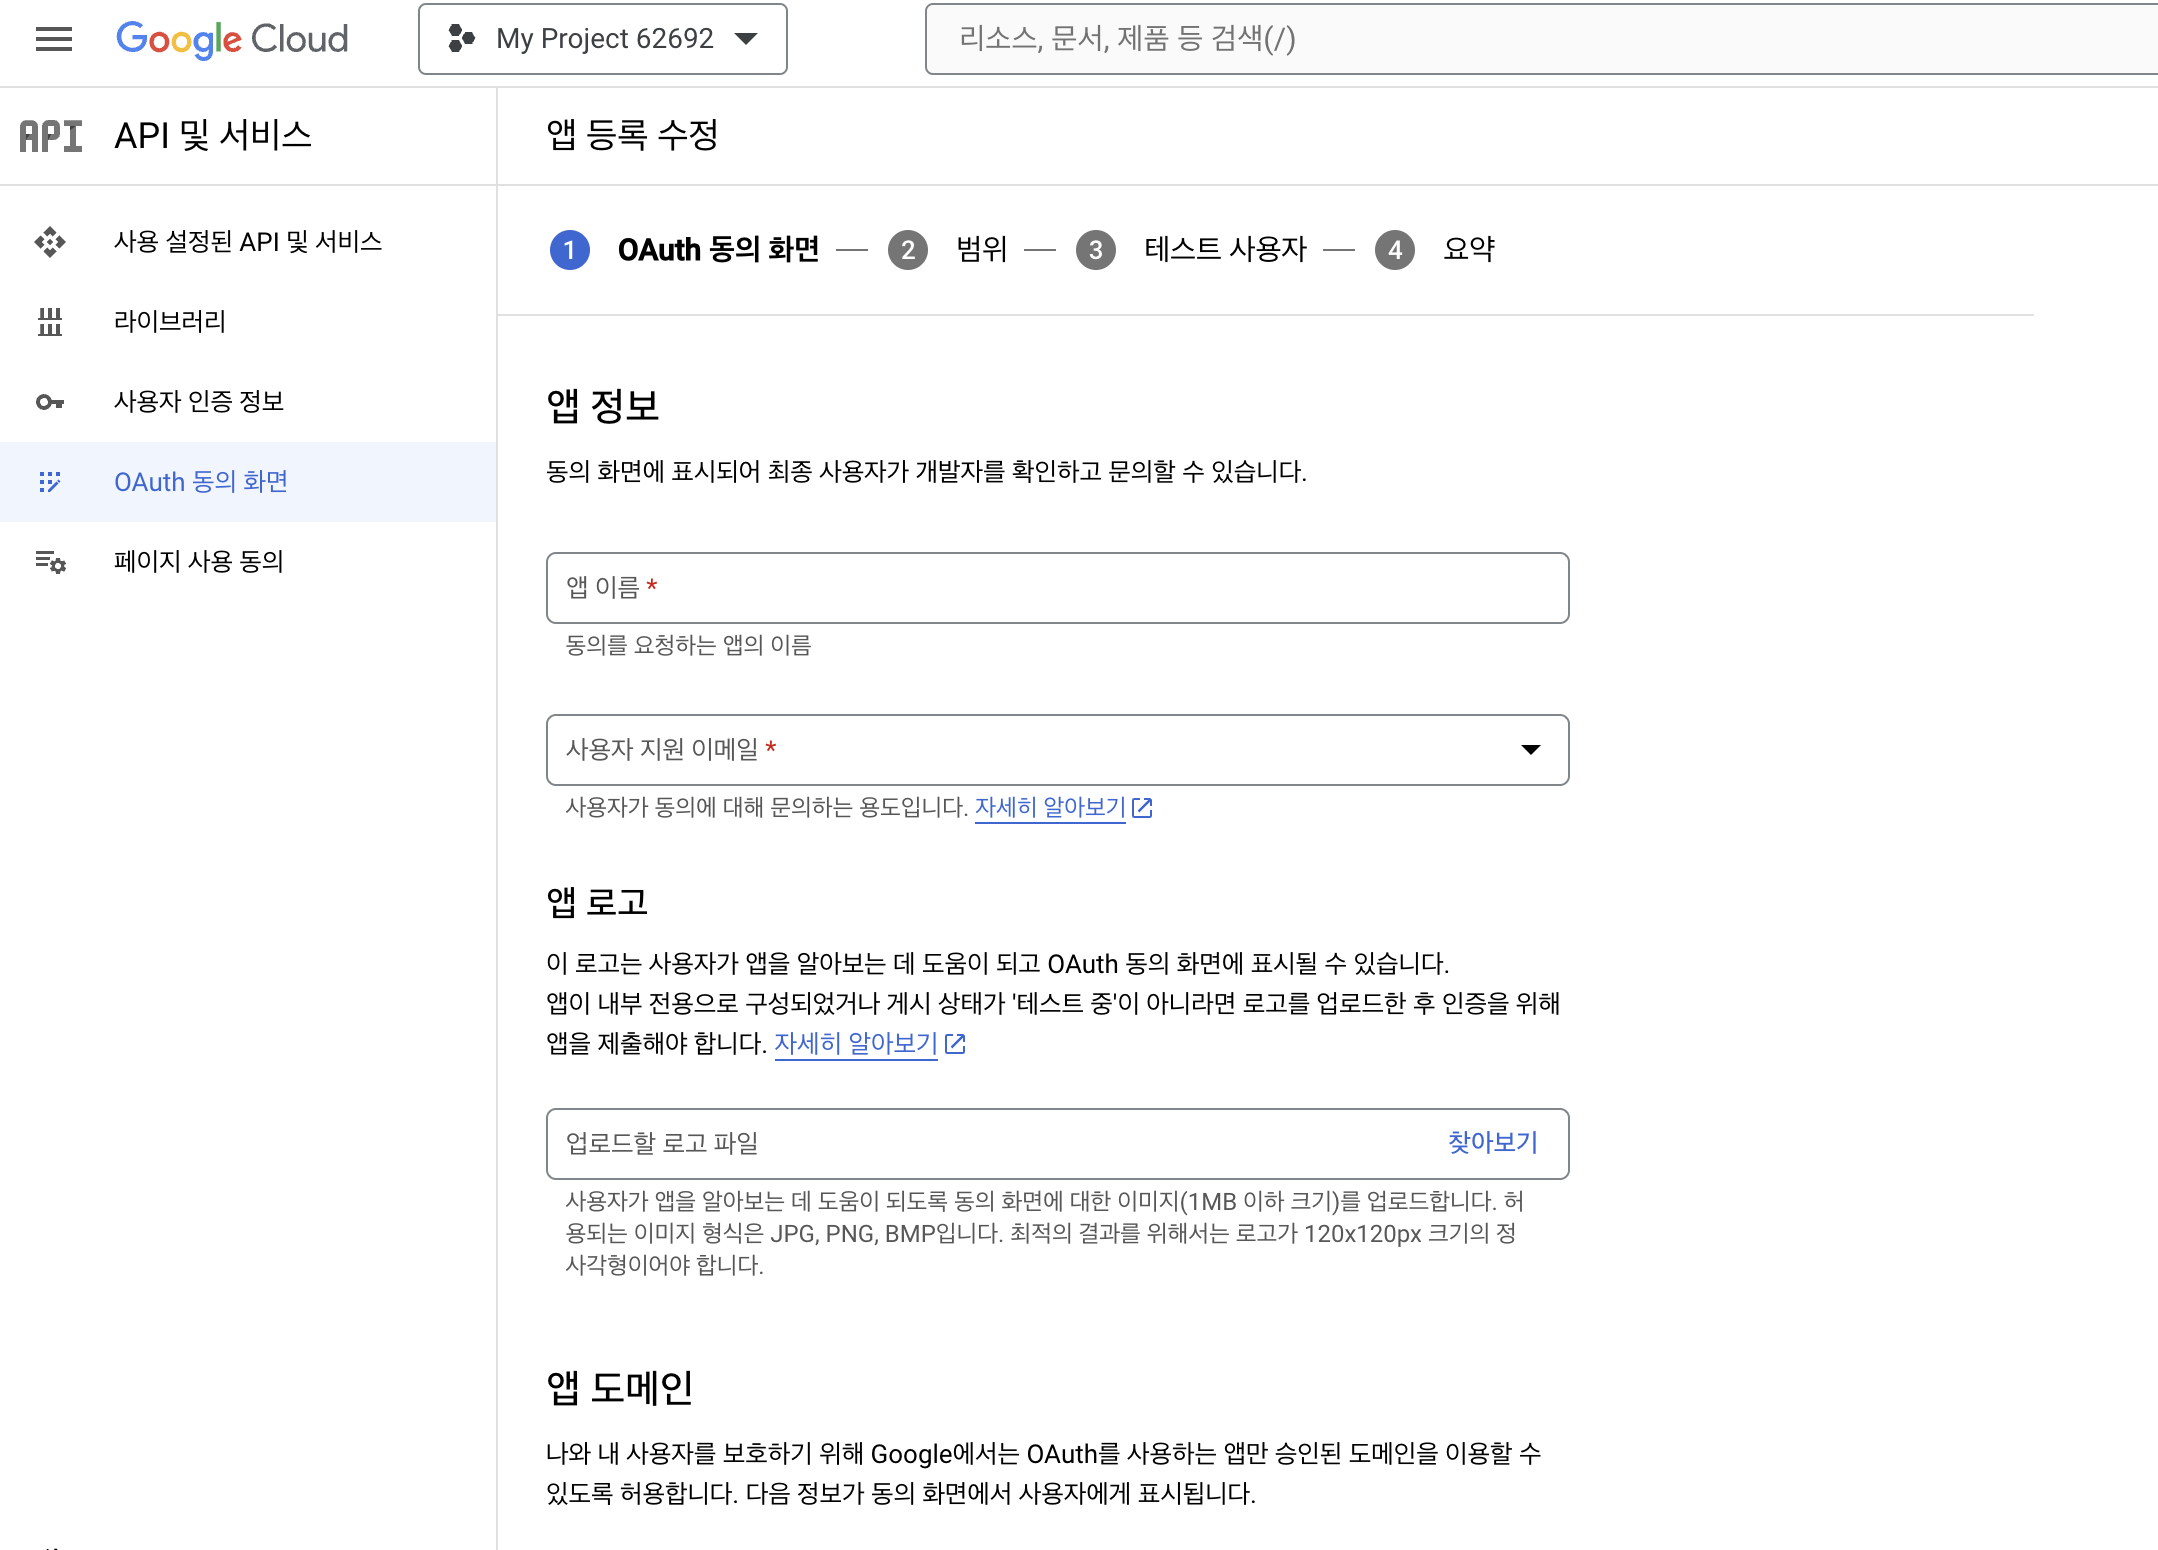 Google Cloud
My Project 62692
리소스, 문서, 제품 등 검색(/)
API API 및 서비스
사용 설정된 API 및 서비스
라이브러리
사용자 인증 정보
OAuth 동의 화면
페이지 사용 동의
앱 등록 수정
1 OAuth 동의 화면 — 2 범위 — 3 테스트 사용자 — 4 요약
앱 정보
동의 화면에 표시되어 최종 사용자가 개발자를 확인하고 문의할 수 있습니다.
앱 이름 *
동의를 요청하는 앱의 이름
사용자 지원 이메일 *
사용자가 동의에 대해 문의하는 용도입니다. 자세히 알아보기
앱 로고
이 로고는 사용자가 앱을 알아보는 데 도움이 되고 OAuth 동의 화면에 표시될 수 있습니다.
앱이 내부 전용으로 구성되었거나 게시 상태가 '테스트 중'이 아니라면 로고를 업로드한 후 인증을 위해
앱을 제출해야 합니다. 자세히 알아보기
업로드할 로고 파일 찾아보기
사용자가 앱을 알아보는 데 도움이 되도록 동의 화면에 대한 이미지(1MB 이하 크기)를 업로드합니다. 허
용되는 이미지 형식은 JPG, PNG, BMP입니다. 최적의 결과를 위해서는 로고가 120x120px 크기의 정
사각형이어야 합니다.
앱 도메인
나와 내 사용자를 보호하기 위해 Google에서는 OAuth를 사용하는 앱만 승인된 도메인을 이용할 수
있도록 허용합니다. 다음 정보가 동의 화면에서 사용자에게 표시됩니다.